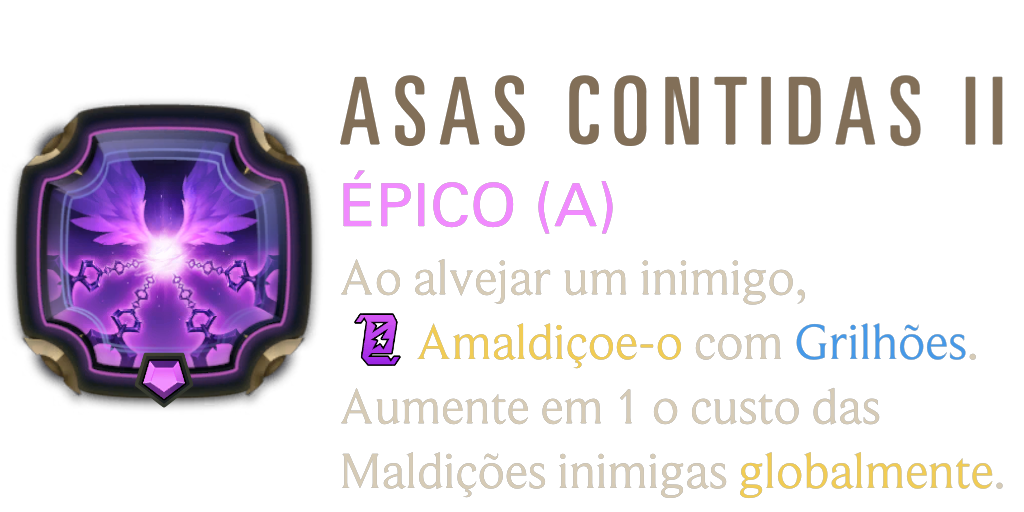 ASAS CONTIDAS II
ÉPICO (A)
Ao alvejar um inimigo,
Amaldiçoe-o com Grilhões.
Aumente em 1 o custo das
Maldições inimigas globalmente.